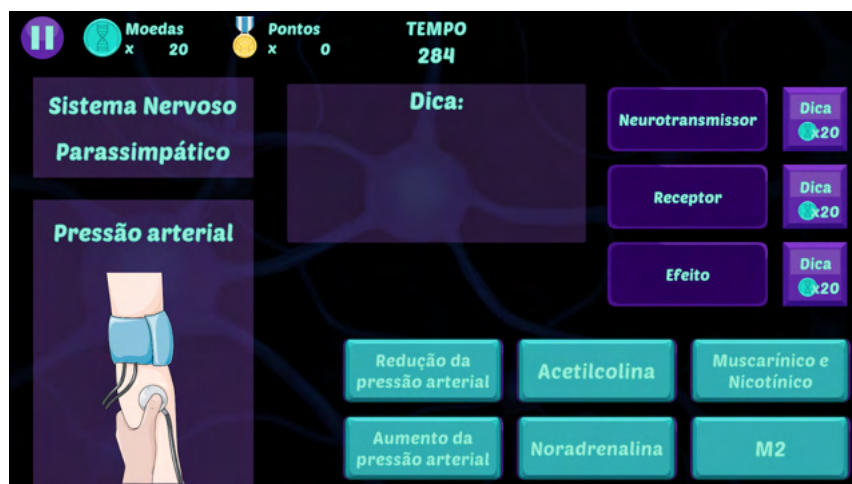 Moedas
x 20
Pontos
x 0
TEMPO
284
Sistema Nervoso
Parassimpático
Pressão arterial
Dica:
Neurotransmissor
Dica
x20
Receptor
Dica
x20
Efeito
Dica
x20
Redução da
pressão arterial
Acetilcolina
Muscarínico e
Nicotínico
Aumento da
pressão arterial
Noradrenalina
M2